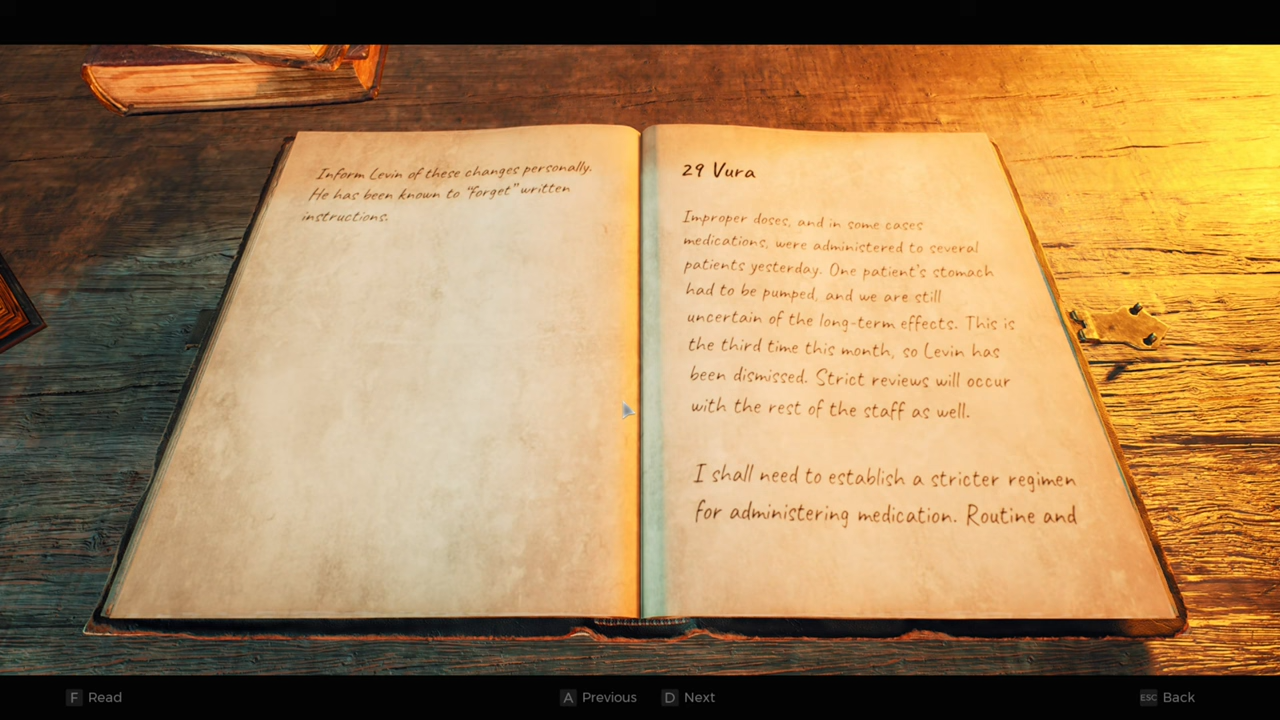 Inform Levin of these changes personally.
He has been known to "forget" written
instructions.
29 Vura
Improper doses, and in some cases
medications, were administered to several
patients yesterday. One patient's stomach
had to be pumped, and we are still
uncertain of the long-term effects. This is
the third time this month, so Levin has
been dismissed. Strict reviews will occur
with the rest of the staff as well.
I shall need to establish a stricter regimen
for administering medication. Routine and
F Read
A Previous
D Next
ESC Back